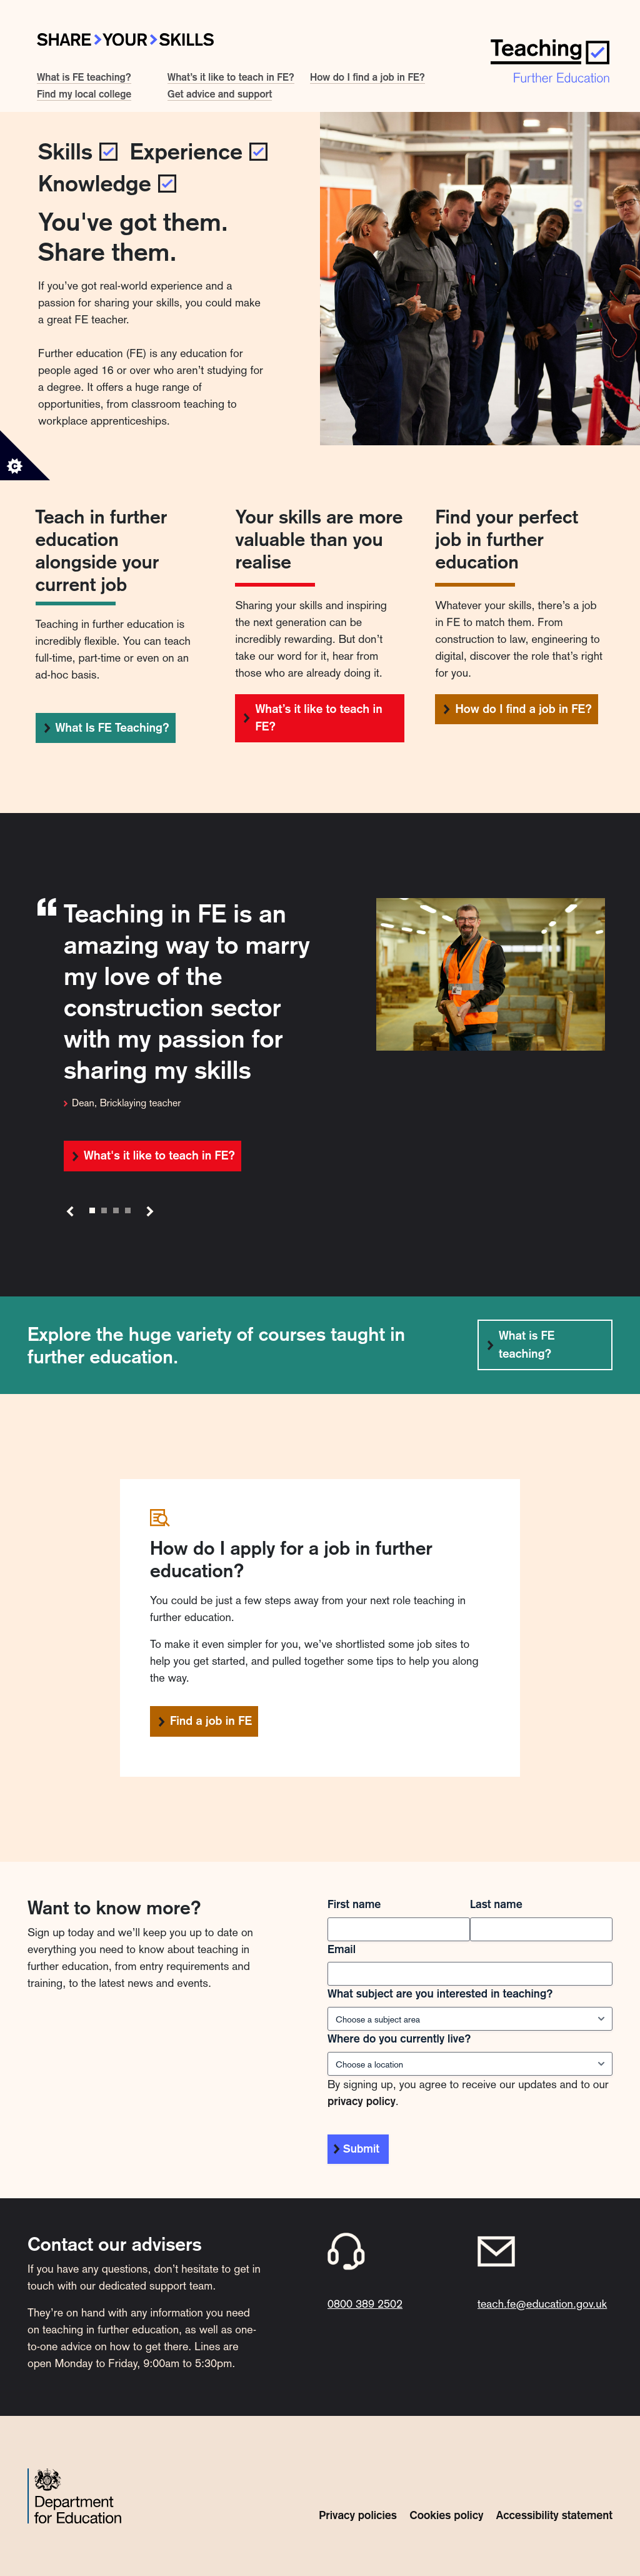 SHARE YOUR SKILLS
Teaching
Further Education
What is FE teaching?
What's it like to teach in FE?
How do I find a job in FE?
Find my local college
Get advice and support
Skills Experience
Knowledge
You've got them.
Share them.
If you've got real-world experience and a
passion for sharing your skills, you could make
a great FE teacher.
Further education (FE) is any education for
people aged 16 or over who aren't studying for
a degree. It offers a huge range of
opportunities, from classroom teaching to
workplace apprenticeships.
Teach in further
education
alongside your
current job
Teaching in further education is
incredibly flexible. You can teach
full-time, part-time or even on an
ad-hoc basis.
What Is FE Teaching?
Your skills are more
valuable than you
realise
Sharing your skills and inspiring
the next generation can be
incredibly rewarding. But don't
take our word for it, hear from
those who are already doing it.
What's it like to teach in
FE?
Find your perfect
job in further
education
Whatever your skills, there's a job
in FE to match them. From
construction to law, engineering to
digital, discover the role that's right
for you.
How do I find a job in FE?
“ Teaching in FE is an
amazing way to marry
my love of the
construction sector
with my passion for
sharing my skills
Dean, Bricklaying teacher
What's it like to teach in FE?
Explore the huge variety of courses taught in
further education.
What is FE
teaching?
How do I apply for a job in further
education?
You could be just a few steps away from your next role teaching in
further education.
To make it even simpler for you, we've shortlisted some job sites to
help you get started, and pulled together some tips to help you along
the way.
Find a job in FE
Want to know more?
Sign up today and we'll keep you up to date on
everything you need to know about teaching in
further education, from entry requirements and
training, to the latest news and events.
First name
Last name
Email
What subject are you interested in teaching?
Choose a subject area
Where do you currently live?
Choose a location
By signing up, you agree to receive our updates and to our
privacy policy.
Submit
Contact our advisers
If you have any questions, don't hesitate to get in
touch with our dedicated support team.
They're on hand with any information you need
on teaching in further education, as well as one-
to-one advice on how to get there. Lines are
open Monday to Friday, 9:00am to 5:30pm.
0800 389 2502
teach.fe@education.gov.uk
Department
for Education
Privacy policies
Cookies policy
Accessibility statement